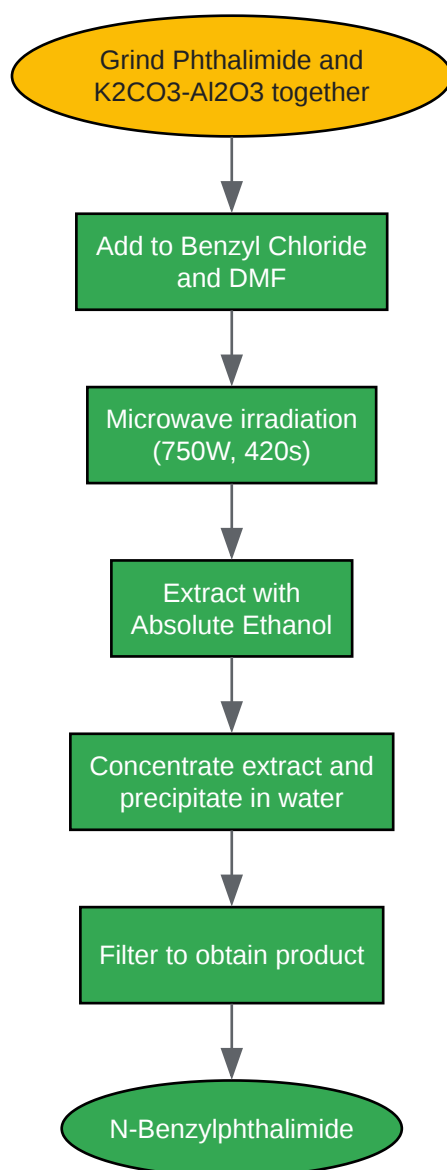 Grind Phthalimide and
K2CO3-Al2O3 together
Add to Benzyl Chloride
and DMF
Microwave irradiation
(750W, 420s)
Extract with
Absolute Ethanol
Concentrate extract and
precipitate in water
Filter to obtain product
N-Benzylphthalimide